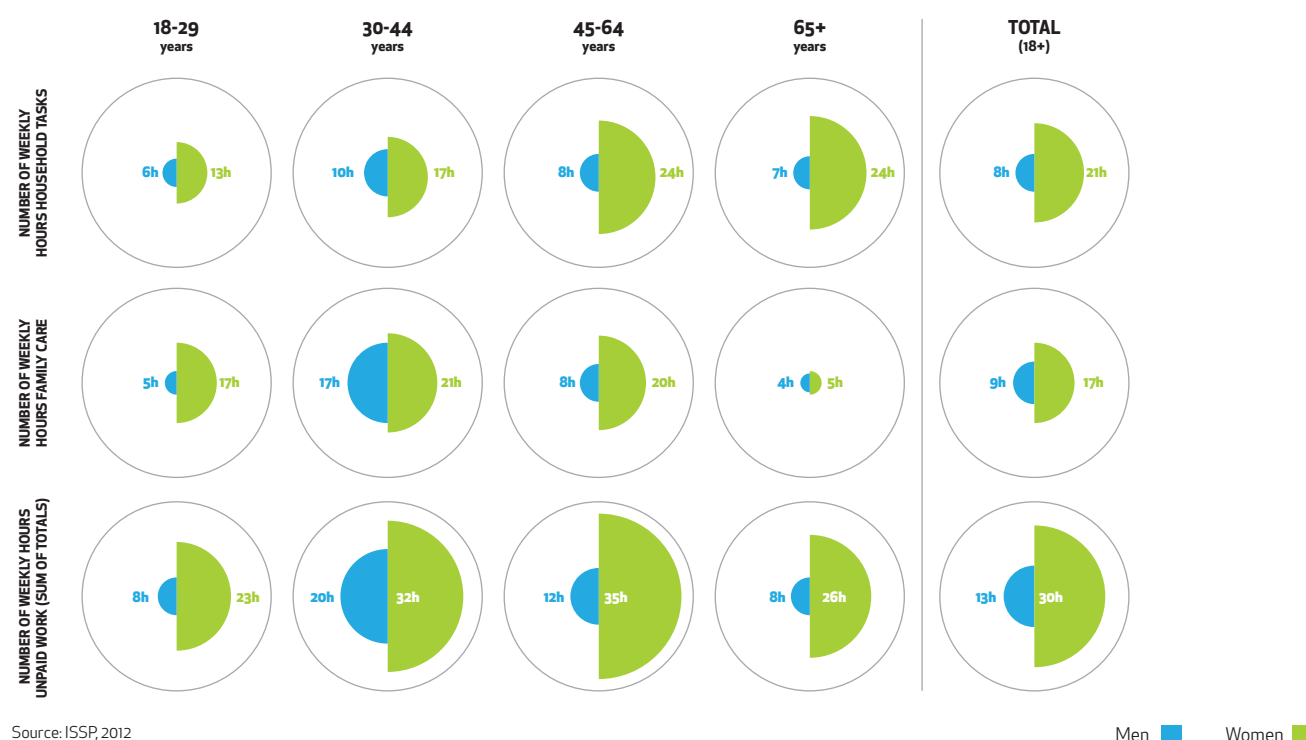 18-29
years
30-44
years
45-64
years
65+
years
TOTAL
(18+)
NUMBER OF WEEKLY
HOURS HOUSEHOLD TASKS
6h
13h
10h
17h
8h
24h
7h
24h
8h
21h
NUMBER OF WEEKLY
HOURS FAMILY CARE
5h
17h
17h
21h
8h
20h
4h
5h
9h
17h
NUMBER OF WEEKLY HOURS
UNPAID WORK (SUM OF TOTALS)
8h
23h
20h
32h
12h
35h
8h
26h
13h
30h
Source: ISSP, 2012
Men
Women